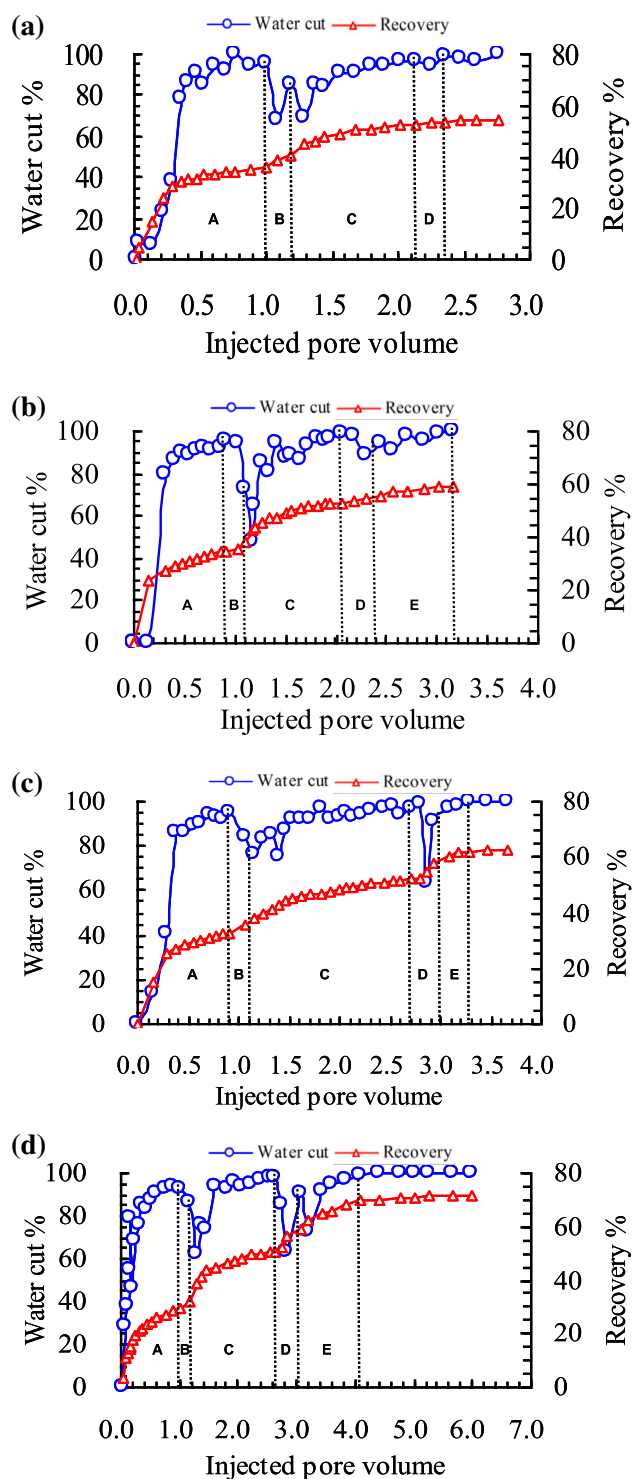 (a)
Water cut Recovery
Water cut %
Recovery %
100 80
80 60
60 40
40 20
20 0
0
A B C D
0.0 0.5 1.0 1.5 2.0 2.5 3.0
Injected pore volume
(b)
Water cut Recovery
Water cut %
Recovery %
100 80
80 60
60 40
40 20
20 0
0
A B C D E
0.0 0.5 1.0 1.5 2.0 2.5 3.0 3.5 4.0
Injected pore volume
(c)
Water cut Recovery
Water cut %
Recovery %
100 80
80 60
60 40
40 20
20 0
0
A B C D E
0.0 0.5 1.0 1.5 2.0 2.5 3.0 3.5 4.0
Injected pore volume
(d)
Water cut Recovery
Water cut %
Recovery %
100 80
80 60
60 40
40 20
20 0
0
A B C D E
0.0 1.0 2.0 3.0 4.0 5.0 6.0 7.0
Injected pore volume